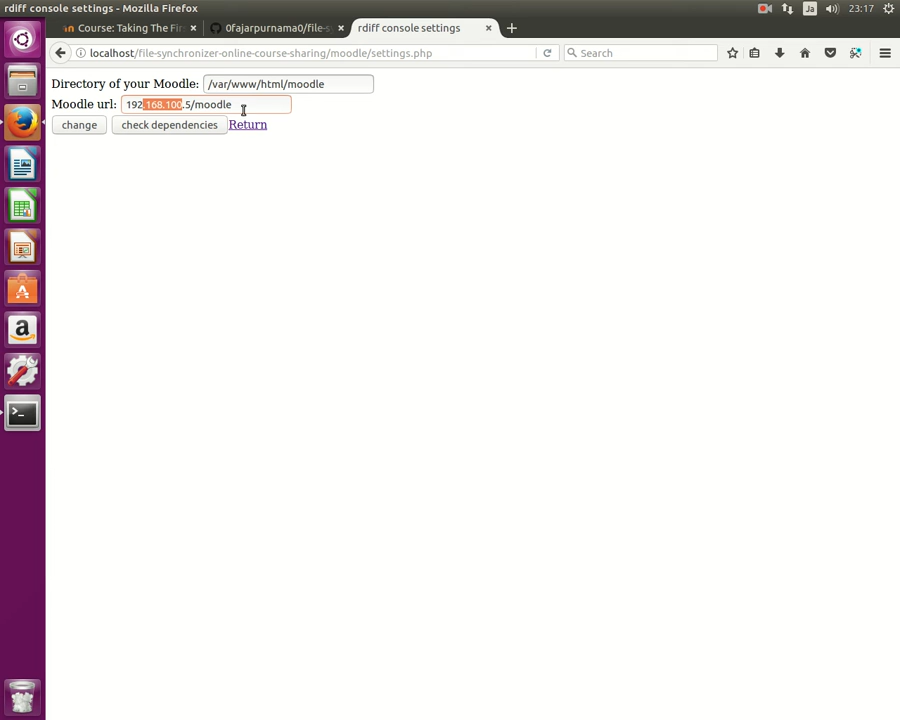 rdiff console settings - Mozilla Firefox
Ja
23:17
Course: Taking The Fir
0fajarpurnama0/file-s
rdiff console settings
localhost/file-synchronizer-online-course-sharing/moodle/settings.php
Search
Directory of your Moodle: /var/www/html/moodle
Moodle url: 192.168.100.5/moodle
change
check dependencies
Return